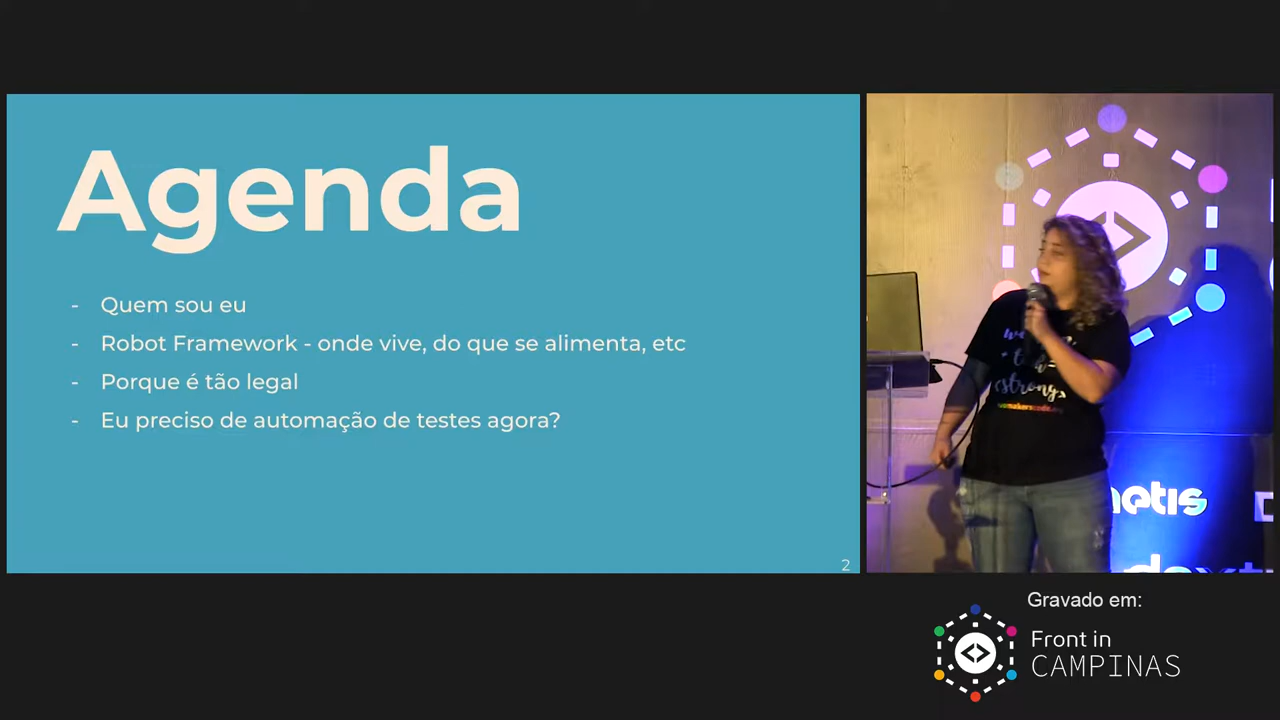 Agenda
- Quem sou eu
- Robot Framework - onde vive, do que se alimenta, etc
- Porque é tão legal
- Eu preciso de automação de testes agora?
2
strong
Gravado em:
Front in
CAMPINAS